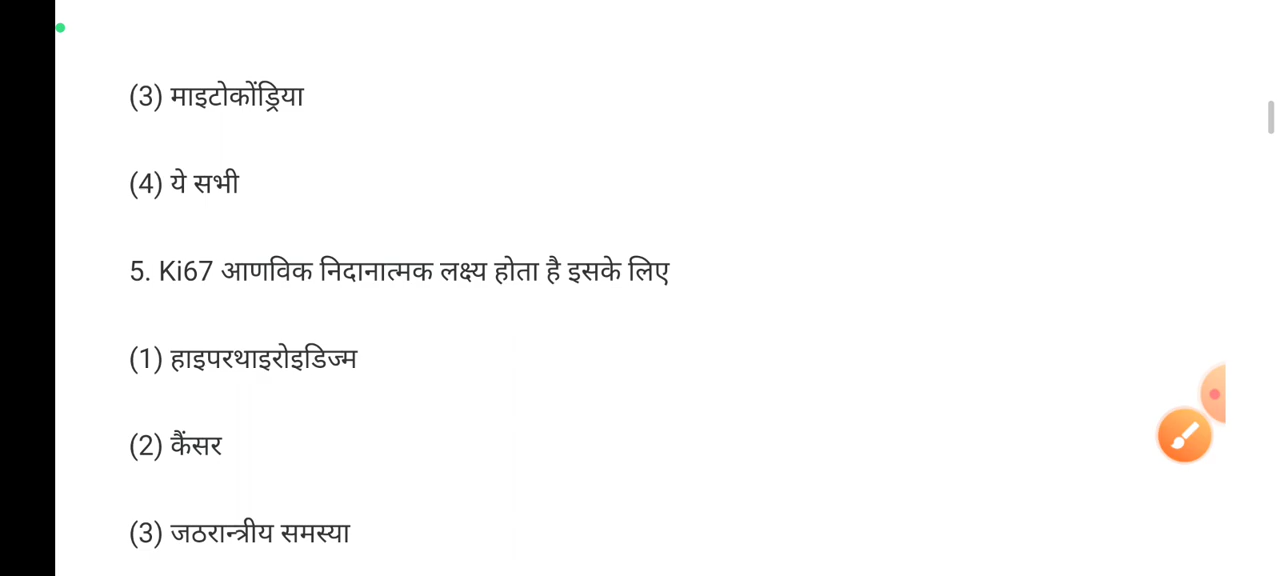 (3) माइटोकोंड्रिया
(4) ये सभी
5. Ki67 आणविक निदानात्मक लक्ष्य होता है इसके लिए
(1) हाइपरथाइरोइडिज्म
(2) कैंसर
(3) जठरान्त्रीय समस्या